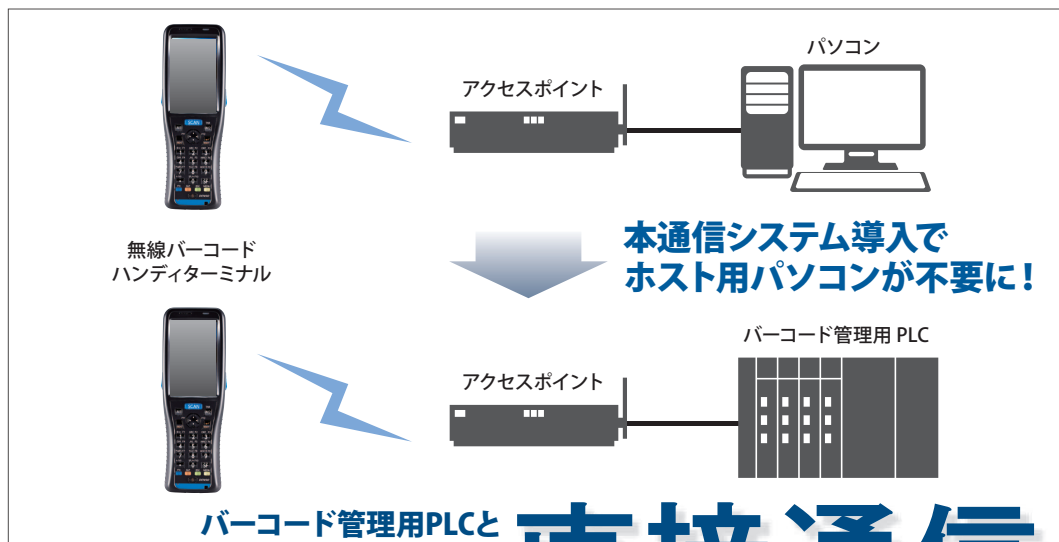 パソコン
アクセスポイント
無線バーコード
ハンディターミナル
本通信システム導入で
ホスト用パソコンが不要に!
バーコード管理用 PLC
アクセスポイント
バーコード管理用PLCと
直接通信